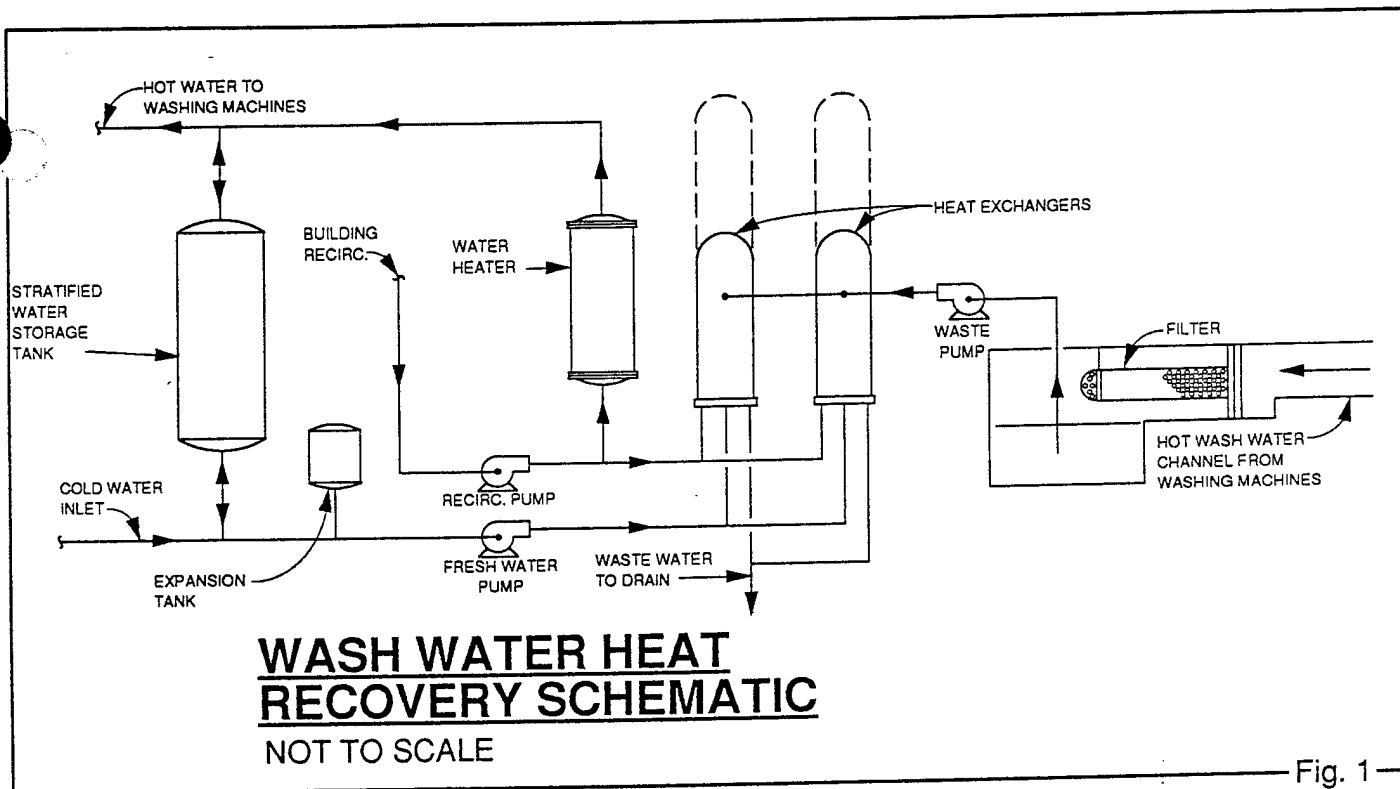 HOT WATER TO
WASHING MACHINES
HEAT EXCHANGERS
BUILDING
RECIRC.
WATER
HEATER
STRATIFIED
WATER
STORAGE
TANK
WASTE
PUMP
FILTER
HOT WASH WATER
CHANNEL FROM
WASHING MACHINES
COLD WATER
INLET
RECIRC. PUMP
EXPANSION
TANK
FRESH WATER
PUMP
WASTE WATER
TO DRAIN
WASH WATER HEAT
RECOVERY SCHEMATIC
NOT TO SCALE
Fig. 1